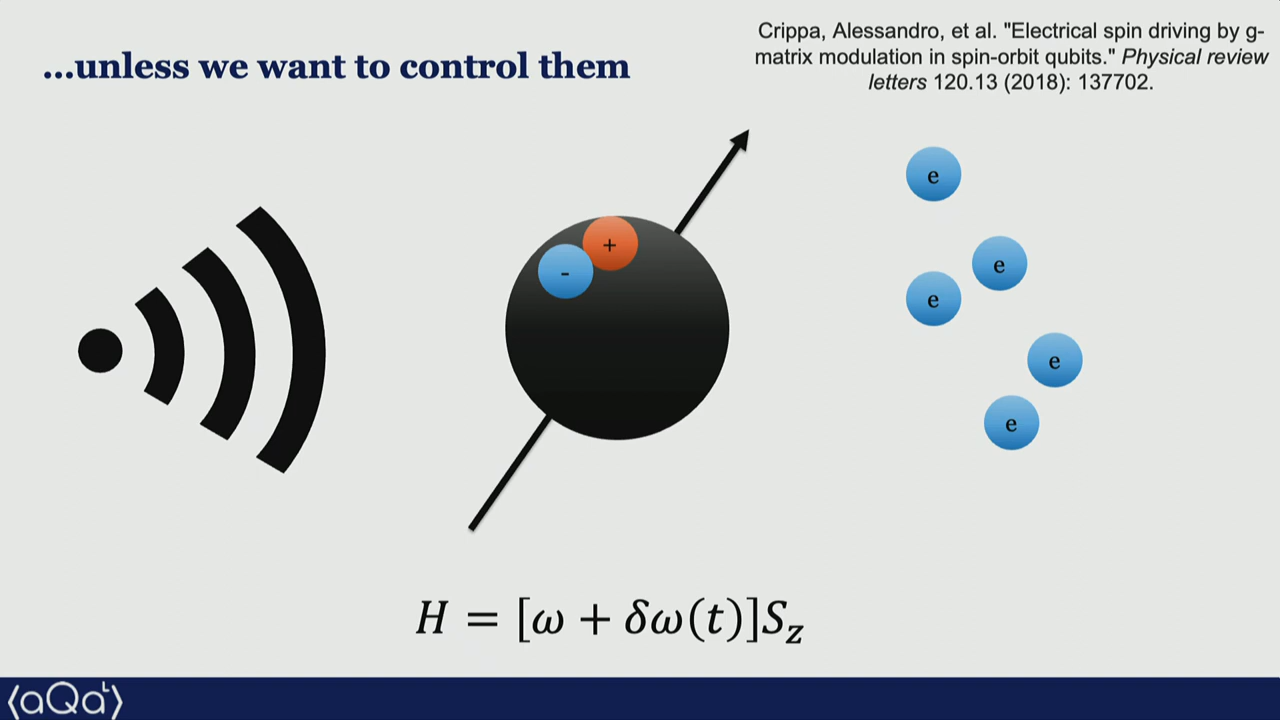 ...unless we want to control them
Crippa, Alessandro, et al. "Electrical spin driving by g-
matrix modulation in spin-orbit qubits." Physical review
letters 120.13 (2018): 137702.
+
-
e
e
e
e
e
H = [ω + δω(t)]S_z
⟨aQa^L⟩